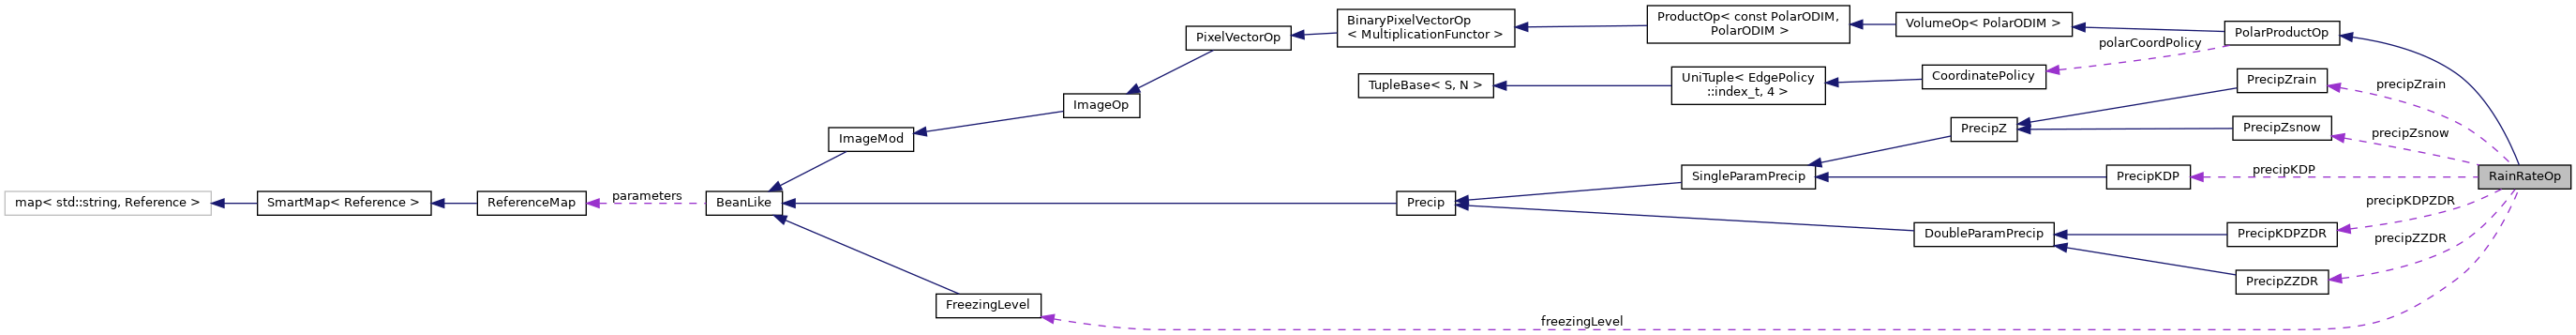 BinaryPixelVectorOp
< MultiplicationFunctor >
ProductOp< const PolarODIM,
PolarODIM >
VolumeOp< PolarODIM >
PolarProductOp
PixelVectorOp
polarCoordPolicy
TupleBase< S, N >
UniTuple< EdgePolicy
::index_t, 4 >
CoordinatePolicy
PrecipZrain
precipZrain
ImageOp
ImageMod
PrecipZ
PrecipZsnow
precipZsnow
SingleParamPrecip
PrecipKDP
precipKDP
RainRateOp
map< std::string, Reference >
SmartMap< Reference >
ReferenceMap
parameters
BeanLike
Precip
precipKDPZDR
DoubleParamPrecip
PrecipKDPZDR
precipZZDR
PrecipZZDR
FreezingLevel
freezingLevel